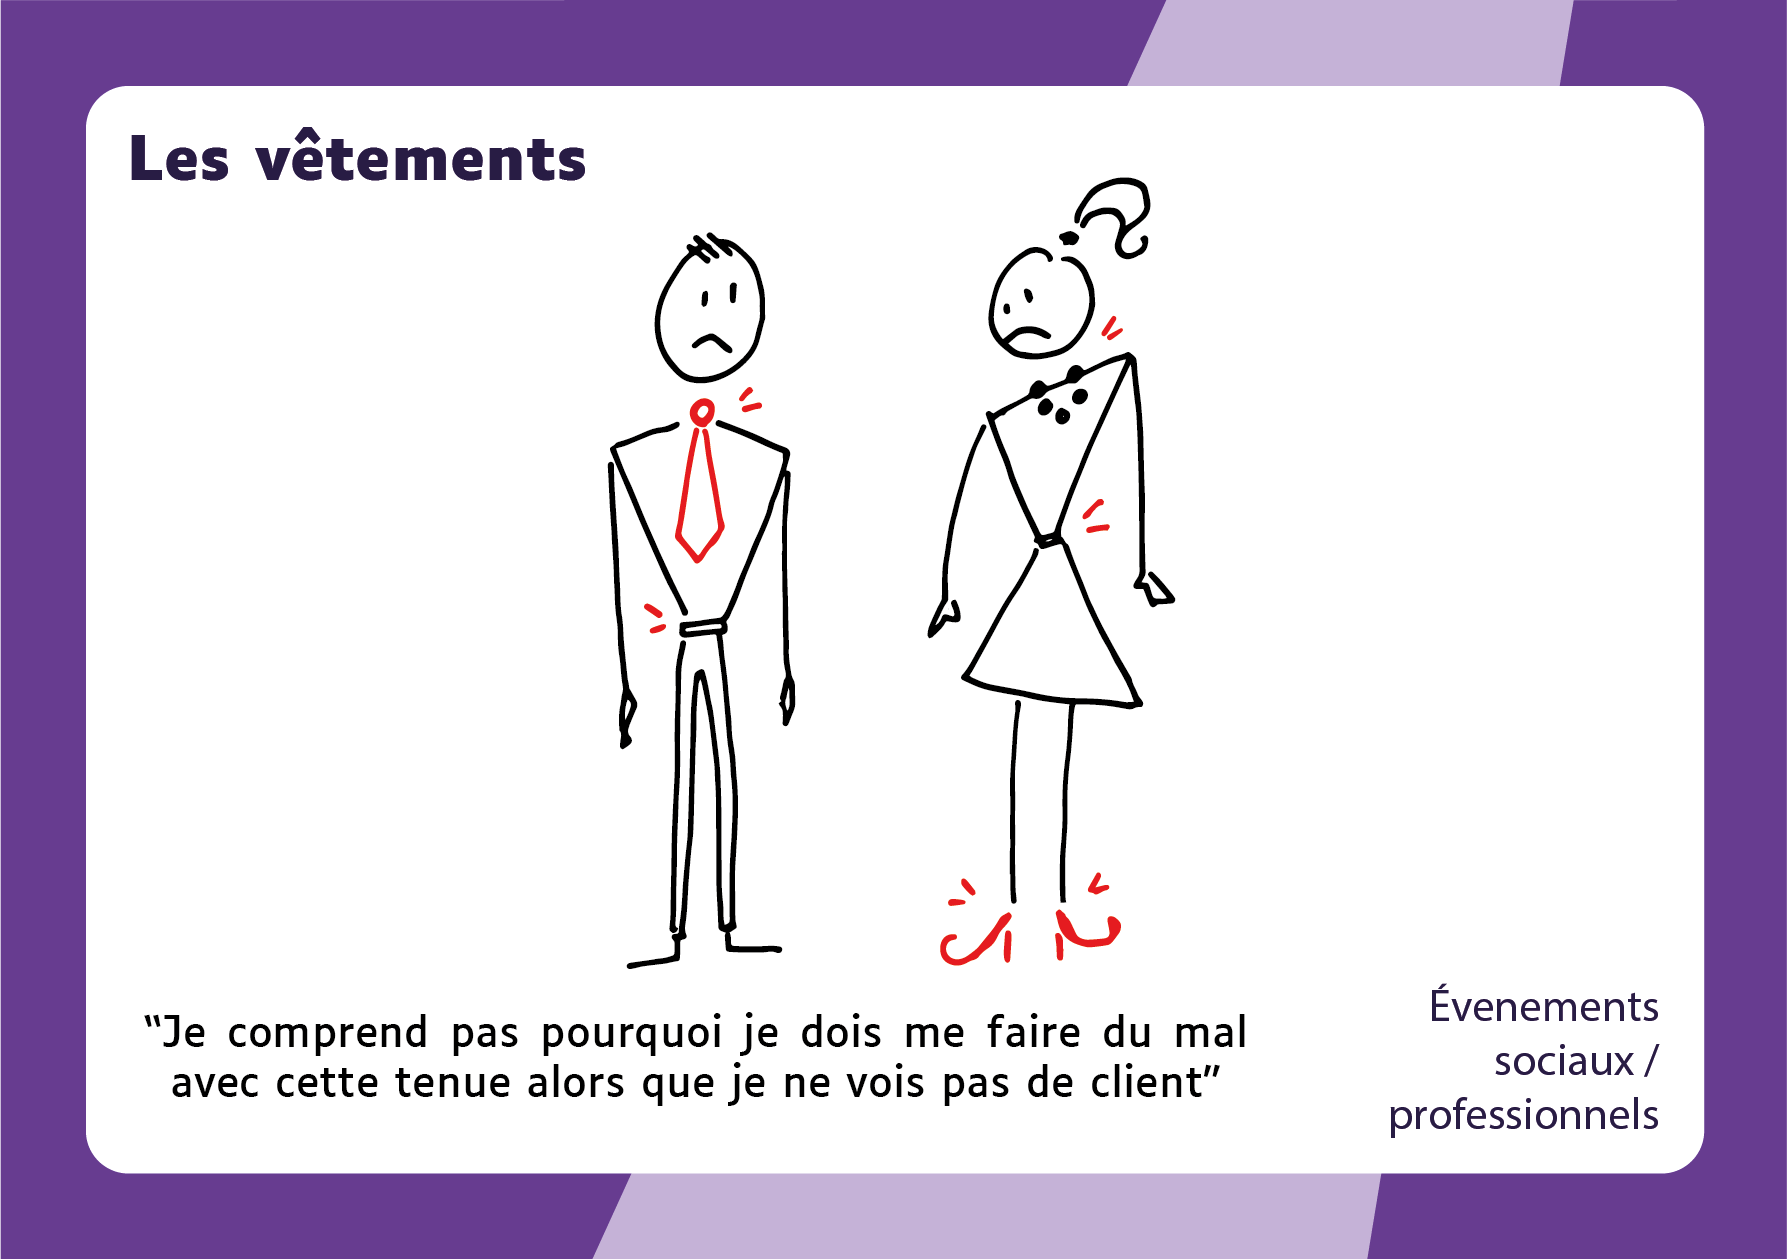 Les vêtements
“Je comprend pas pourquoi je dois me faire du mal
avec cette tenue alors que je ne vois pas de client”
Évenements
sociaux /
professionnels